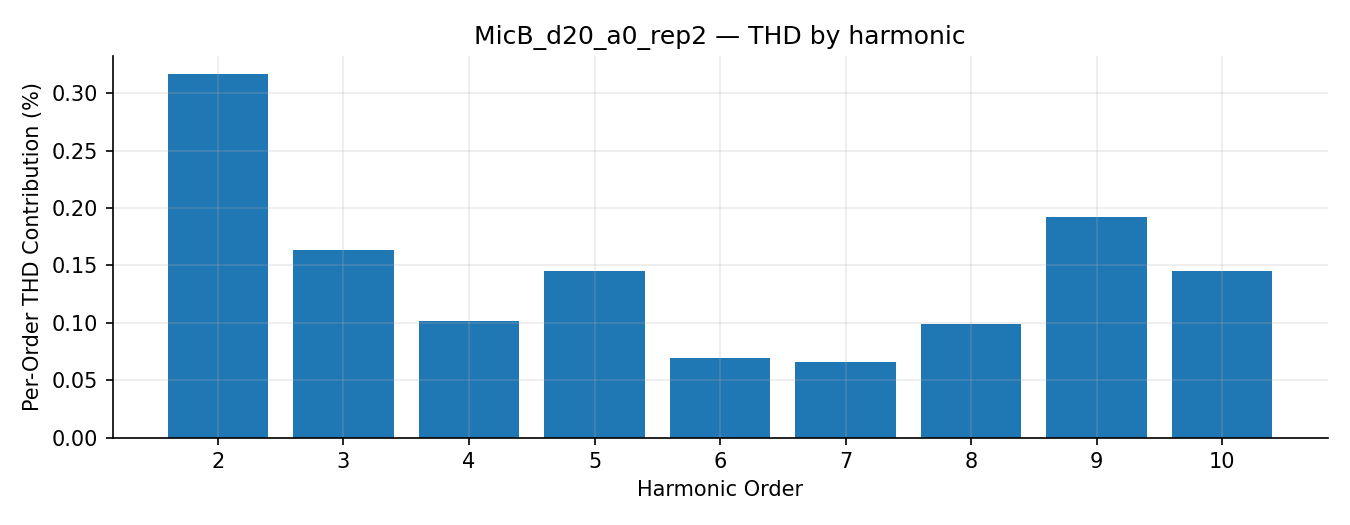 MicB_d20_a0_rep2 — THD by harmonic
Per-Order THD Contribution (%)
0.30
0.25
0.20
0.15
0.10
0.05
0.00
2 3 4 5 6 7 8 9 10
Harmonic Order